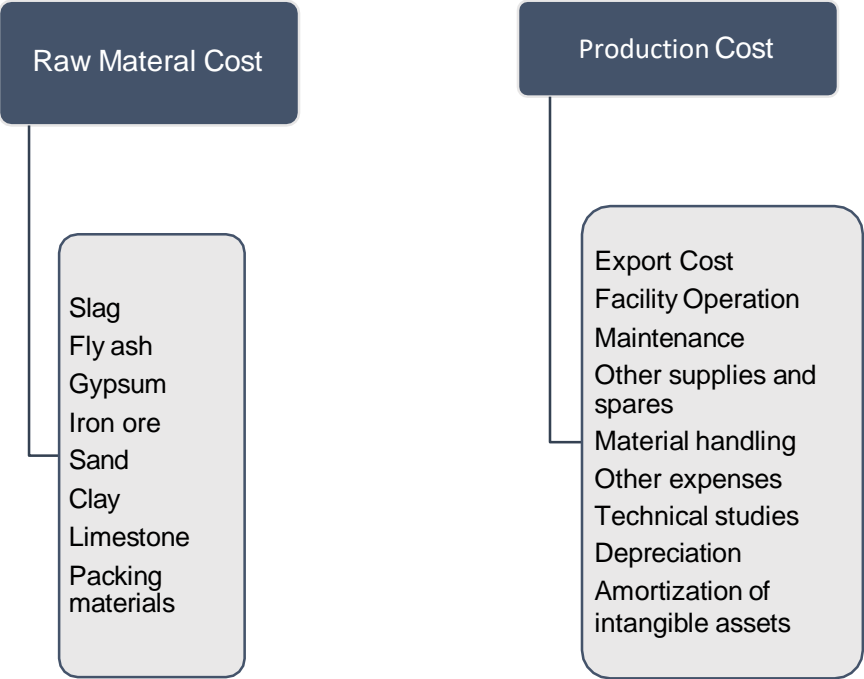 Raw Materal Cost
Slag
Fly ash
Gypsum
Iron ore
Sand
Clay
Limestone
Packing
materials
Production Cost
Export Cost
Facility Operation
Maintenance
Other supplies and
spares
Material handling
Other expenses
Technical studies
Depreciation
Amortization of
intangible assets